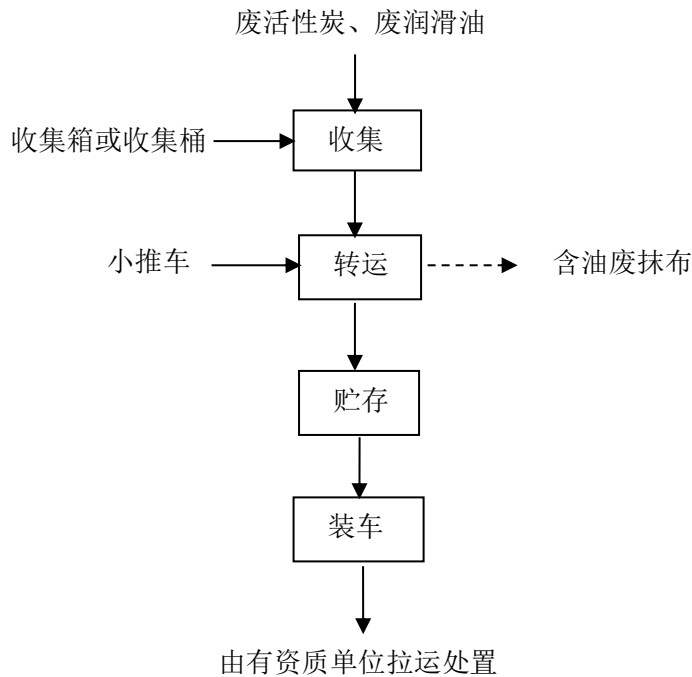 废活性炭、废润滑油
收集箱或收集桶
收集
小推车
转运
含油废抹布
贮存
装车
由有资质单位拉运处置